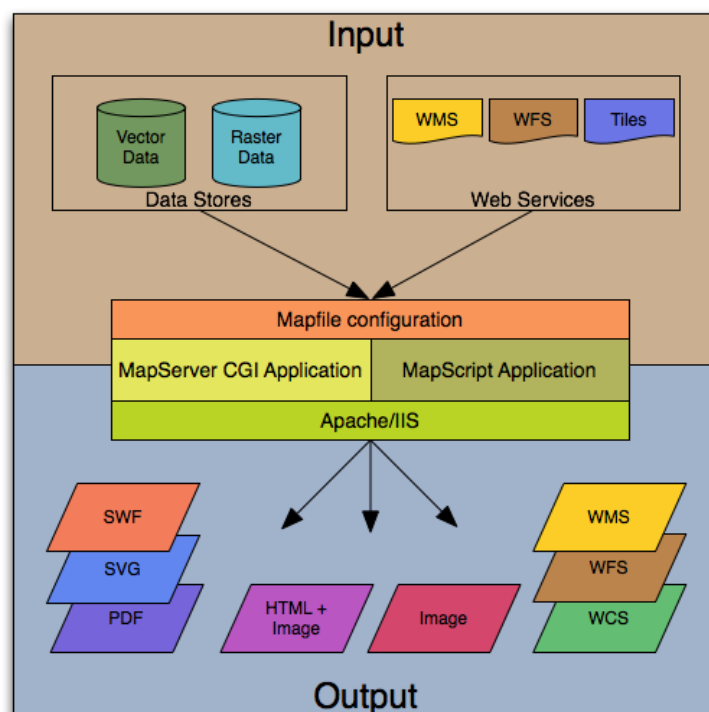 Input
Vector
Data
Raster
Data
Data Stores
WMS
WFS
Tiles
Web Services
Mapfile configuration
MapServer CGI Application
MapScript Application
Apache/IIS
SWF
SVG
PDF
HTML +
Image
Image
WMS
WFS
WCS
Output